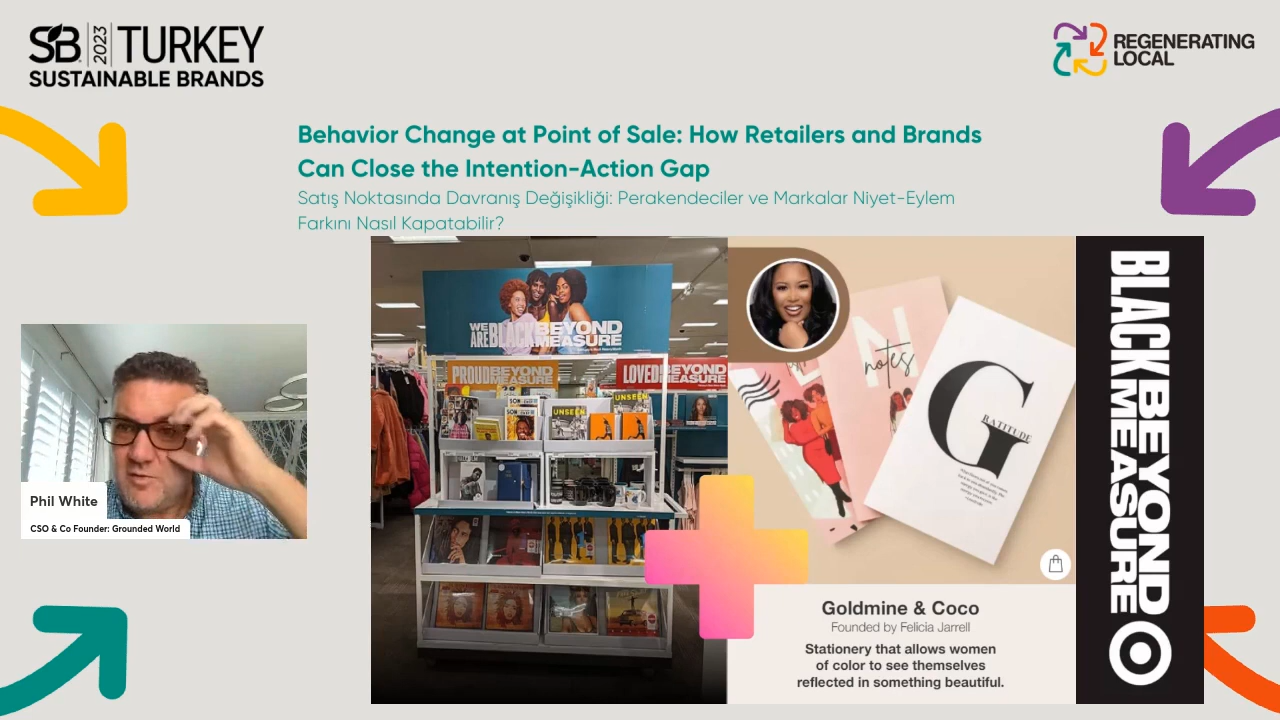 SB 2023 TURKEY
SUSTAINABLE BRANDS
REGENERATING
LOCAL
Behavior Change at Point of Sale: How Retailers and Brands
Can Close the Intention-Action Gap
Satış Noktasında Davranış Değişikliği: Perakendeciler ve Markalar Niyet-Eylem
Farkını Nasıl Kapatabilir?
Phil White
CSO & Co Founder: Grounded World
WE ARE BLACK BEYOND MEASURE
PROUD BEYOND MEASURE
LOVED BEYOND MEASURE
UNSEEN
UNSEEN
notes
GRATITUDE
Goldmine & Coco
Founded by Felicia Jarrell
Stationery that allows women
of color to see themselves
reflected in something beautiful.
BLACK BEYOND
MEASURE